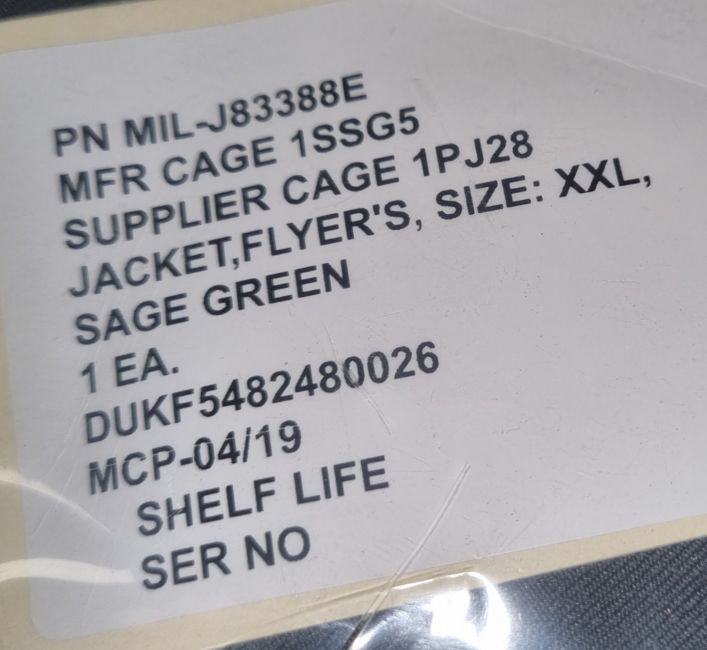 PN MIL-J83388E
MFR CAGE 1SSG5
SUPPLIER CAGE 1PJ28
JACKET,FLYER'S, SIZE: XXL,
SAGE GREEN
1 EA.
DUKF5482480026
MCP-04/19
SHELF LIFE
SER NO